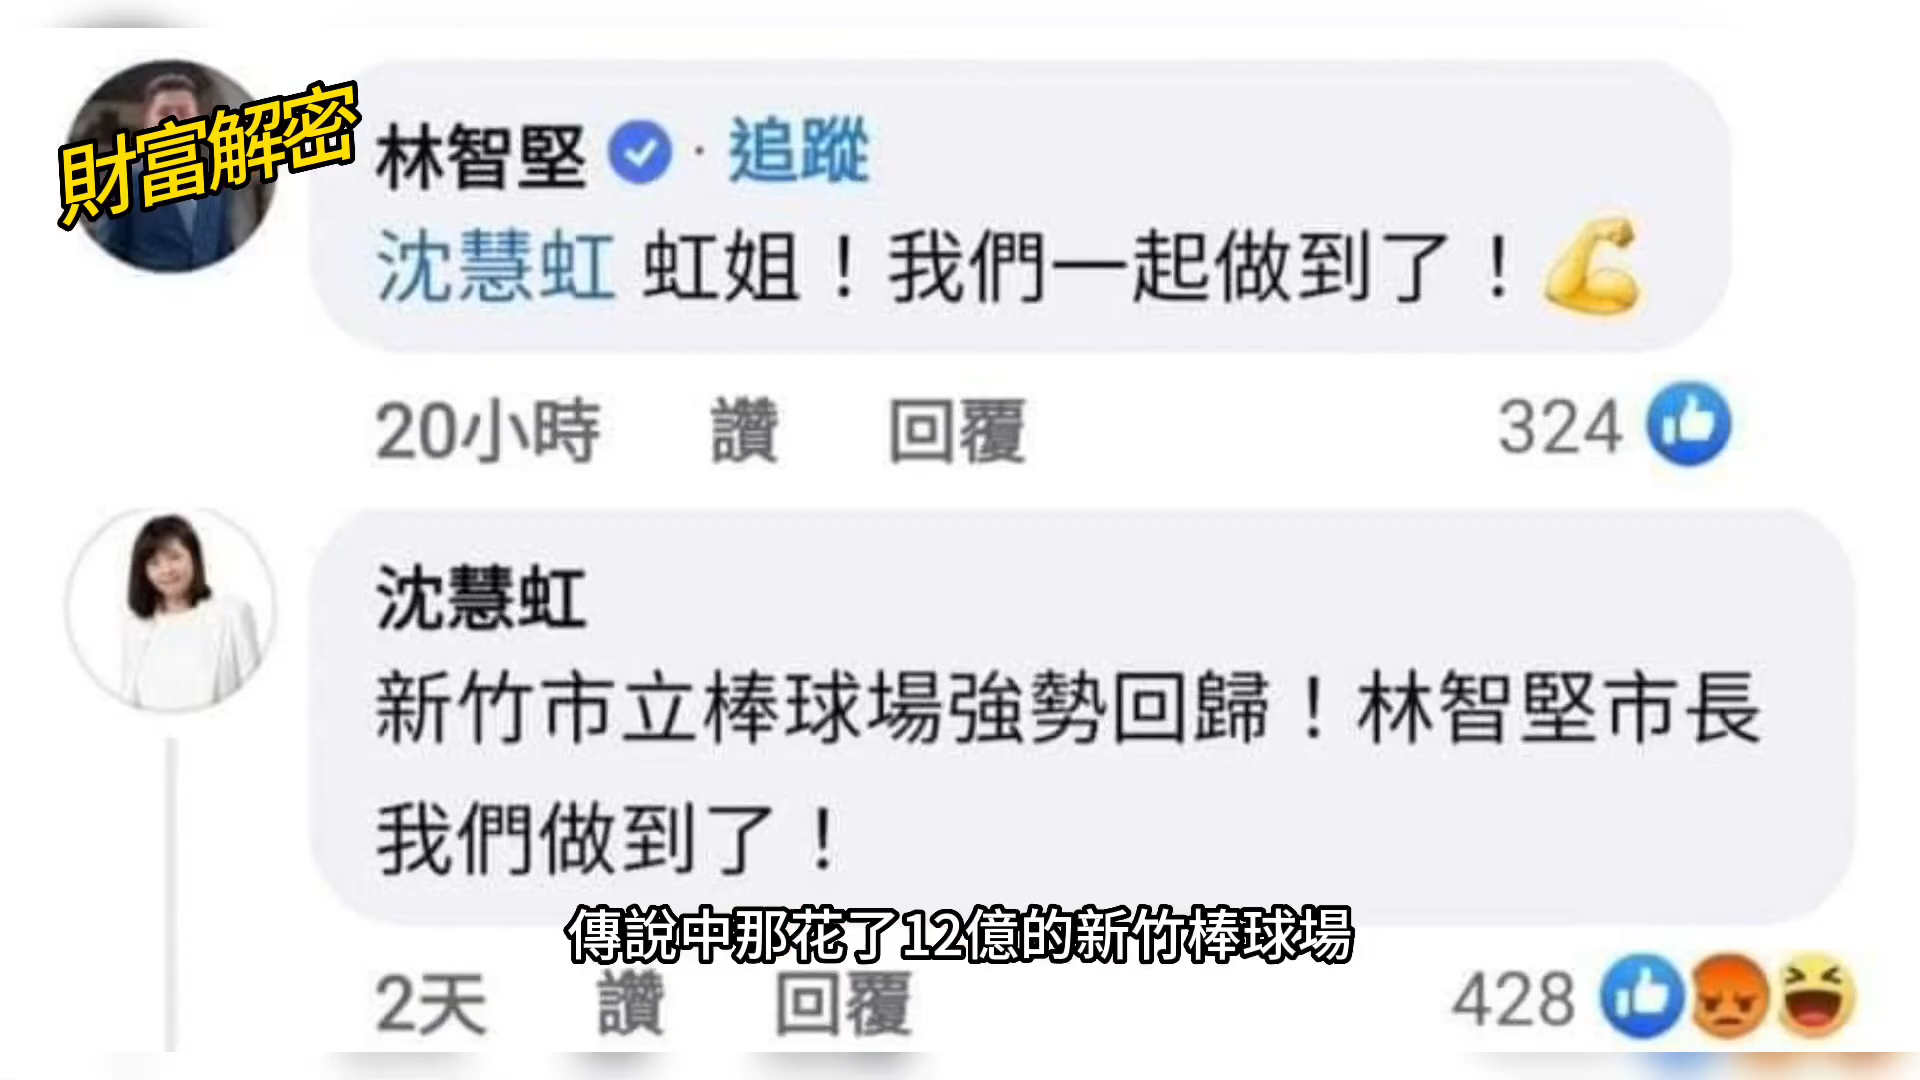 財富解密
林智堅 · 追蹤
沈慧虹 虹姐！我們一起做到了！💪
20小時 讚 回覆 324
沈慧虹
新竹市立棒球場強勢回歸！林智堅市長
我們做到了！
傳說中那花了12億的新竹棒球場
2天 讚 回覆 428